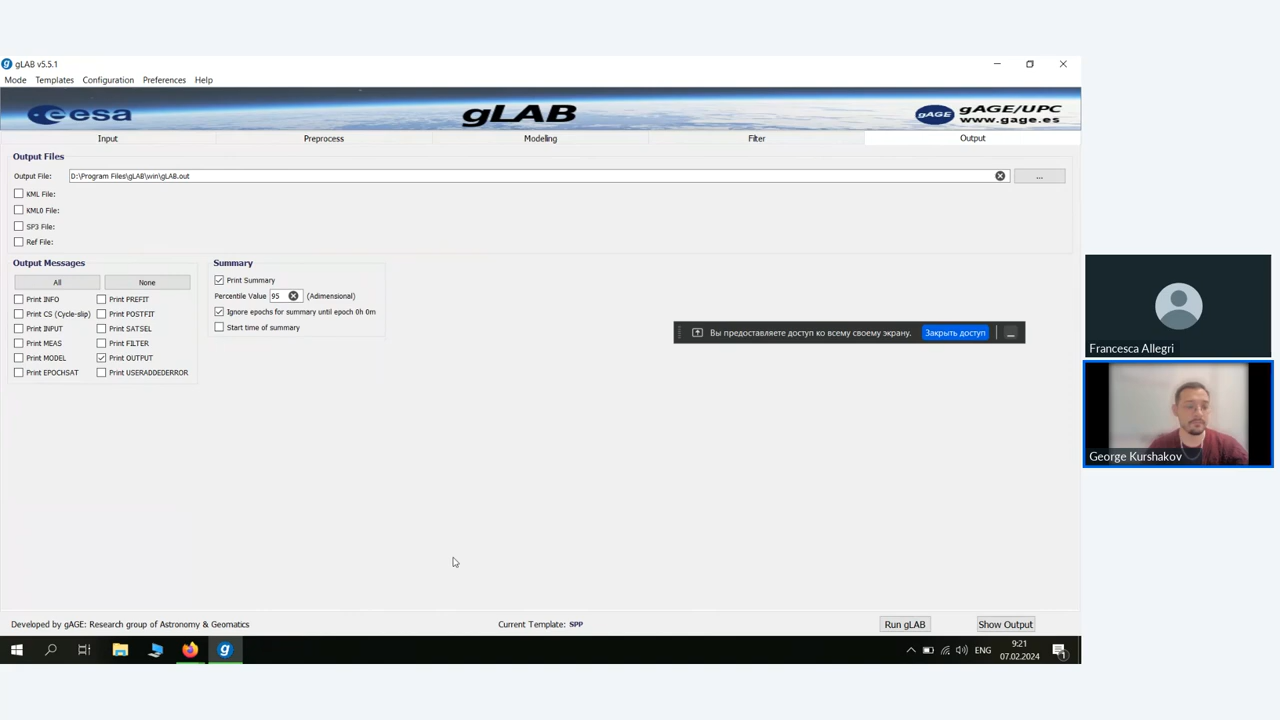 gLAB v5.5.1
Mode Templates Configuration Preferences Help
esa
gLAB
gAGE
gAGE/UPC
www.gage.es
Input Preprocess Modeling Filter Output
Output Files
Output File: D:\Program Files\gLAB\win\gLAB.out ...
KML File:
KML0 File:
SP3 File:
Ref File:
Output Messages
All None
Print INFO Print PREFIT
Print CS (Cycle-slip) Print POSTFIT
Print INPUT Print SATSEL
Print MEAS Print FILTER
Print MODEL Print OUTPUT
Print EPOCHSAT Print USERADDEDERROR
Summary
Print Summary
Percentile Value 95 (Adimensional)
Ignore epochs for summary until epoch 0h 0m
Start time of summary
Вы предоставляете доступ ко всему своему экрану. Закрыть доступ
Francesca Allegri
George Kurshakov
Developed by gAGE: Research group of Astronomy & Geomatics
Current Template: SPP
Run gLAB Show Output
ENG
9:21
07.02.2024
1